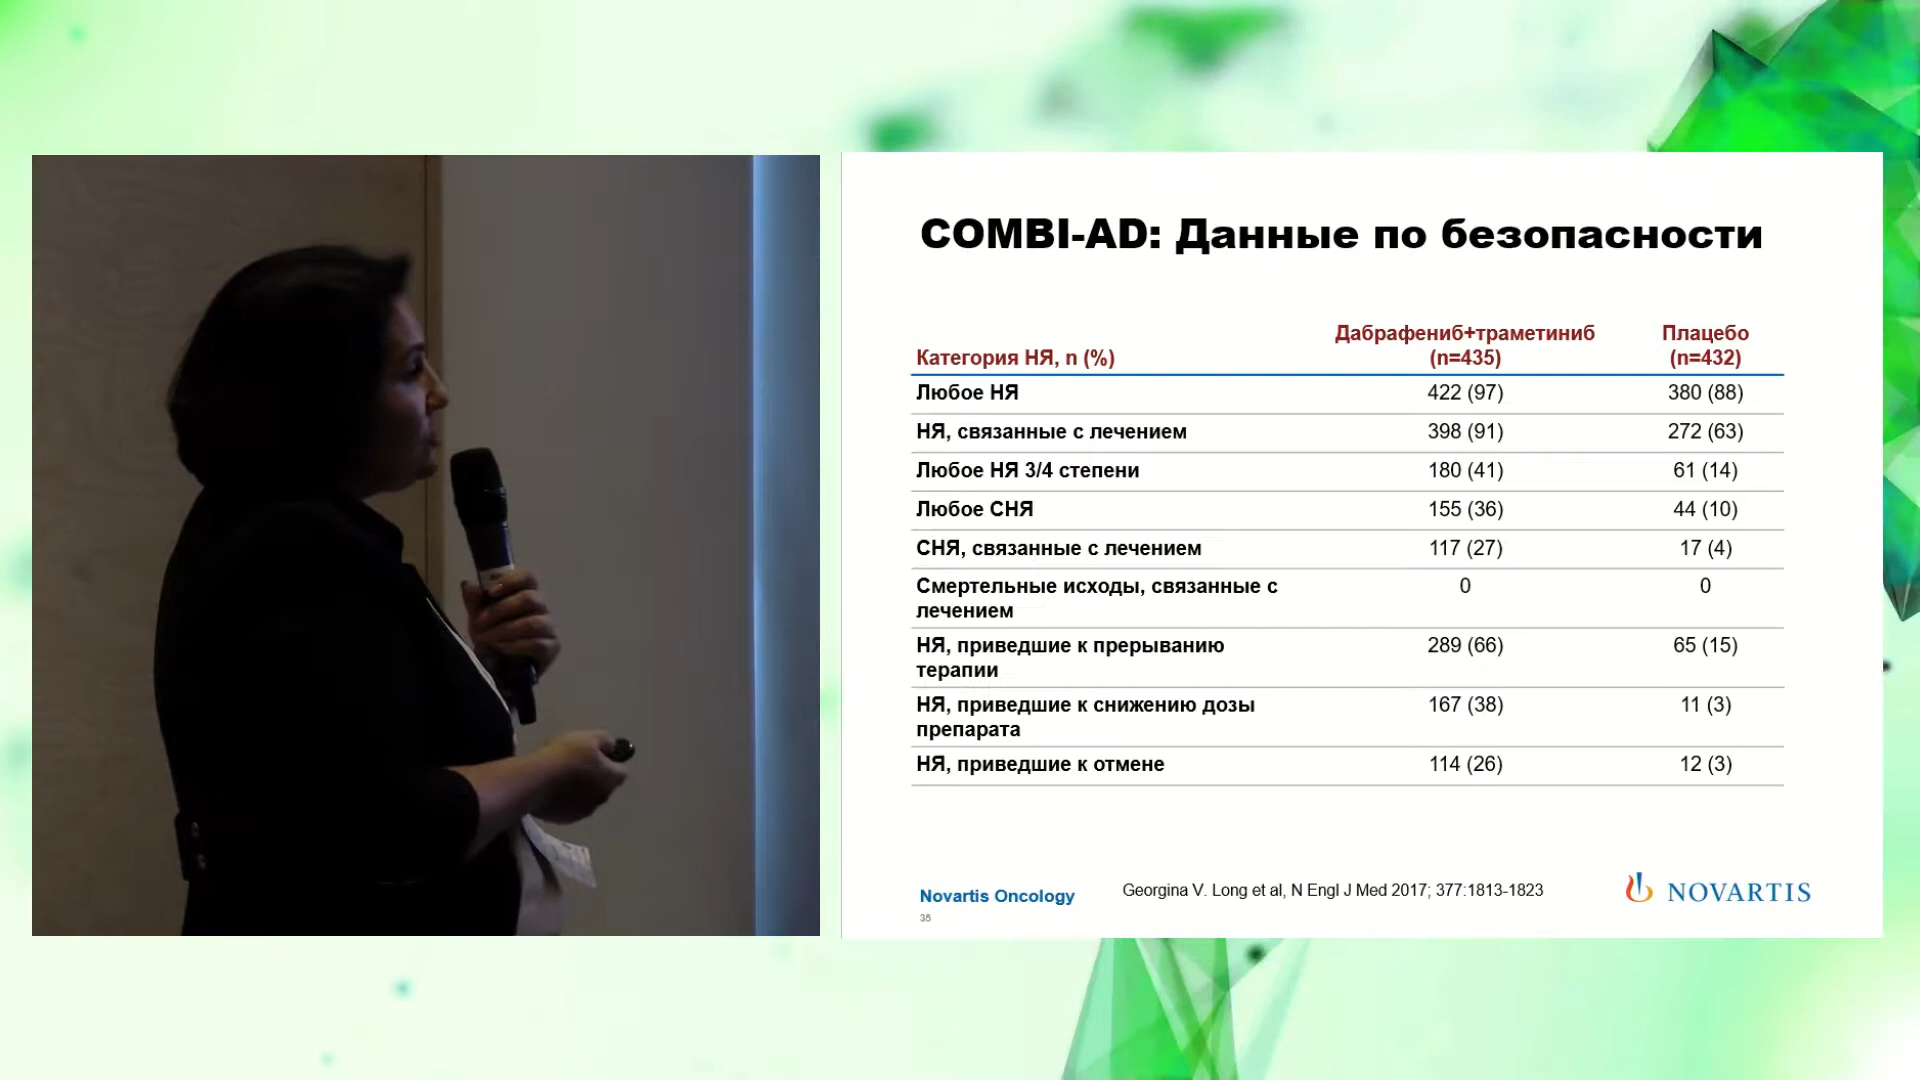 COMBI-AD: Данные по безопасности
Дабрафениб+траметиниб Плацебо
Категория НЯ, n (%) (n=435) (n=432)
Любое НЯ 422 (97) 380 (88)
НЯ, связанные с лечением 398 (91) 272 (63)
Любое НЯ 3/4 степени 180 (41) 61 (14)
Любое СНЯ 155 (36) 44 (10)
СНЯ, связанные с лечением 117 (27) 17 (4)
Смертельные исходы, связанные с 0 0
лечением
НЯ, приведшие к прерыванию 289 (66) 65 (15)
терапии
НЯ, приведшие к снижению дозы 167 (38) 11 (3)
препарата
НЯ, приведшие к отмене 114 (26) 12 (3)
Novartis Oncology Georgina V. Long et al, N Engl J Med 2017; 377:1813-1823 NOVARTIS
35